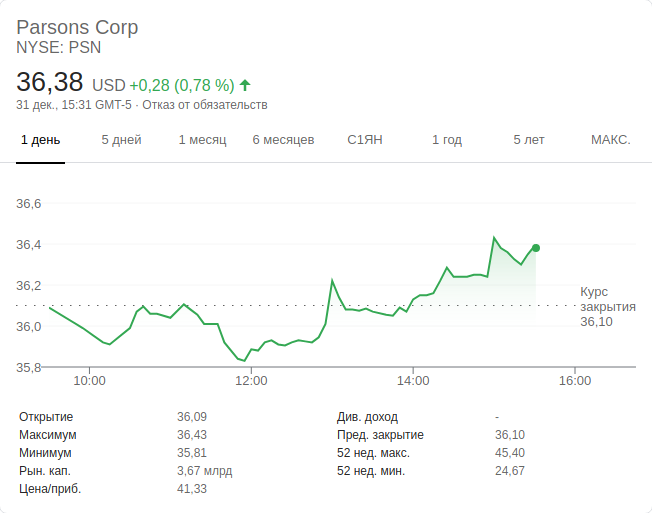 Parsons Corp
NYSE: PSN
36,38 USD +0,28 (0,78 %)
31 дек., 15:31 GMT-5 · Отказ от обязательств
1 день 5 дней 1 месяц 6 месяцев С1ЯН 1 год 5 лет МАКС.
36,6
36,4
36,2
36,0
35,8
Курс
закрытия
36,10
10:00 12:00 14:00 16:00
Открытие 36,09
Максимум 36,43
Минимум 35,81
Рын. кап. 3,67 млрд
Цена/приб. 41,33
Див. доход -
Пред. закрытие 36,10
52 нед. макс. 45,40
52 нед. мин. 24,67